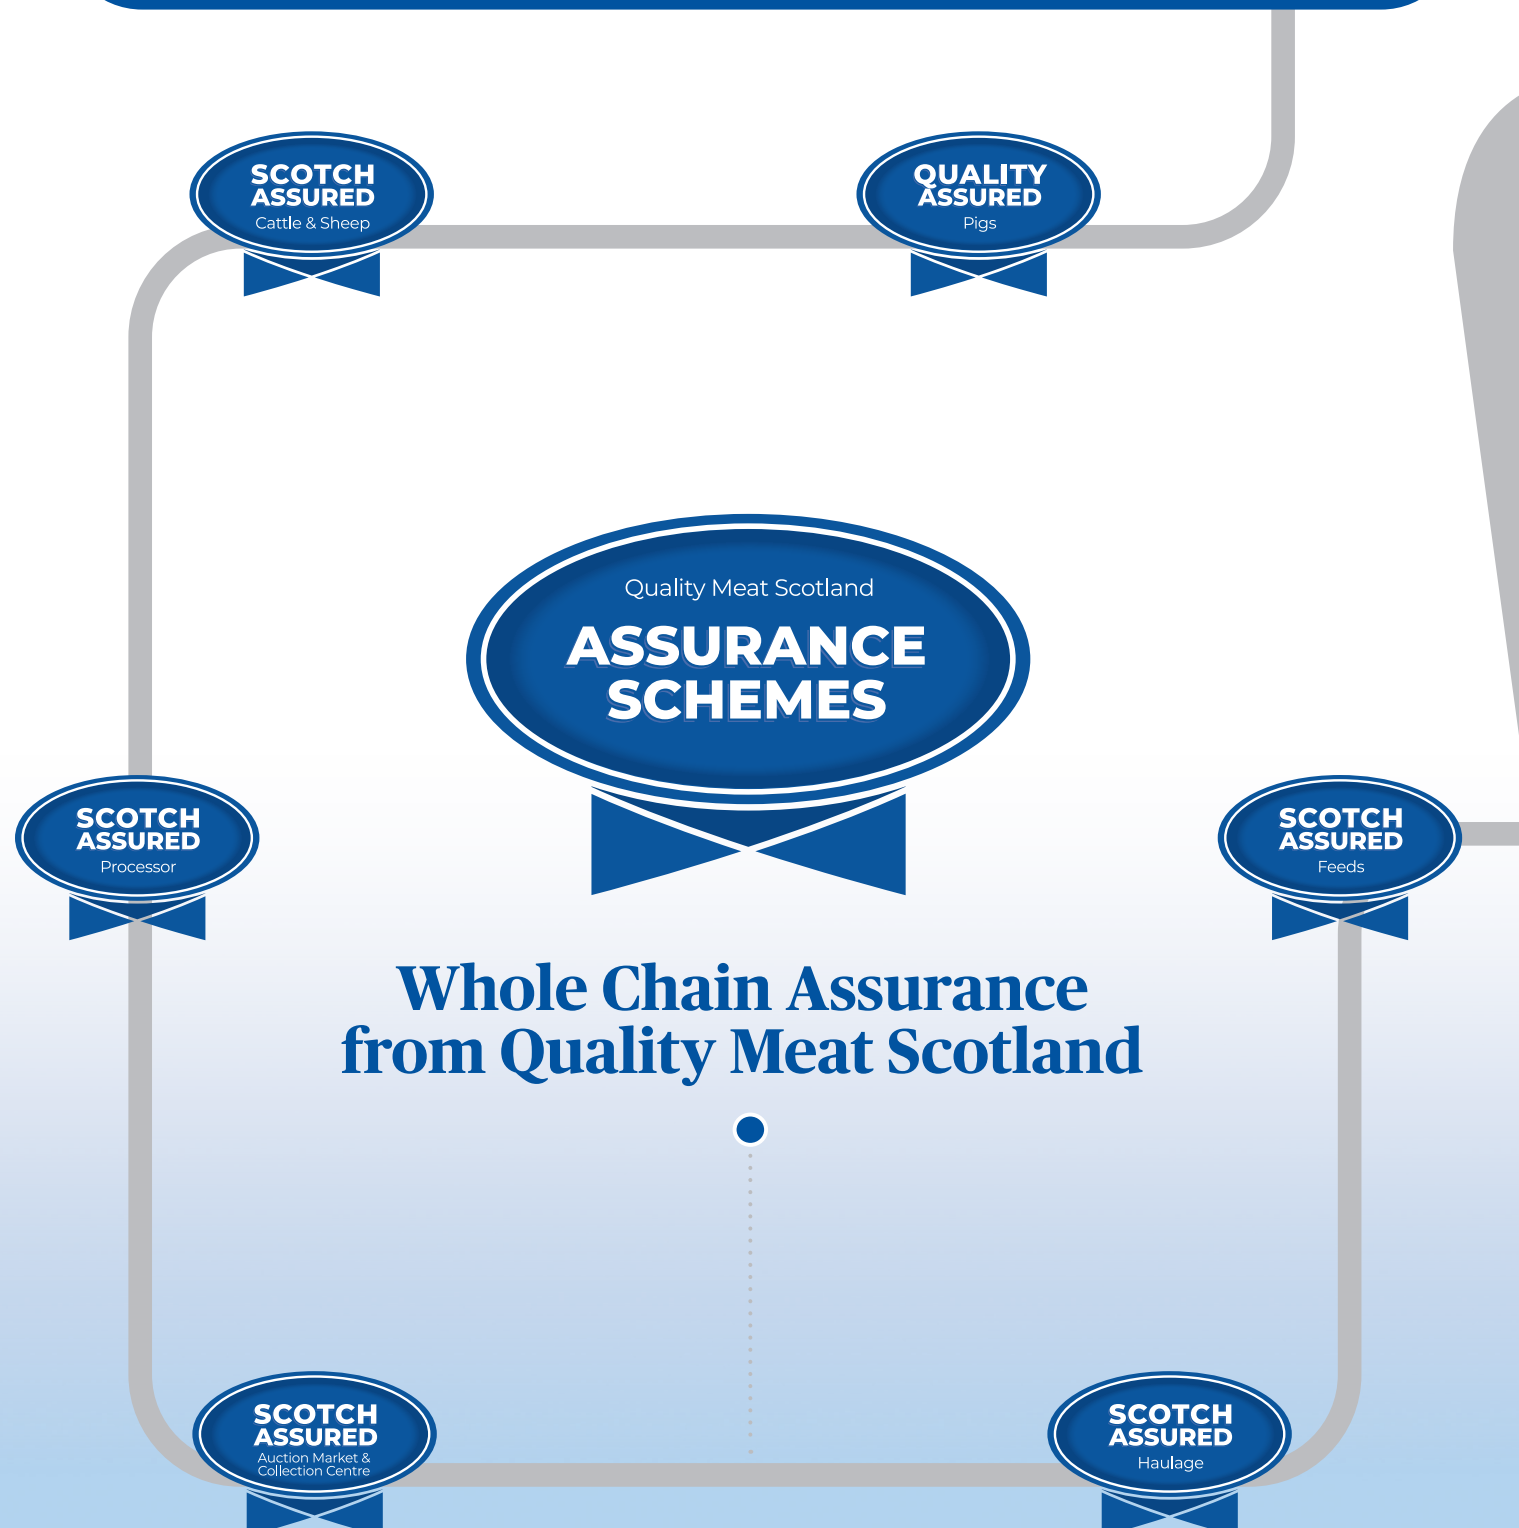 SCOTCH
ASSURED
Cattle & Sheep
QUALITY
ASSURED
Pigs
Quality Meat Scotland
ASSURANCE
SCHEMES
SCOTCH
ASSURED
Processor
SCOTCH
ASSURED
Feeds
Whole Chain Assurance
from Quality Meat Scotland
SCOTCH
ASSURED
Auction Market &
Collection Centre
SCOTCH
ASSURED
Haulage